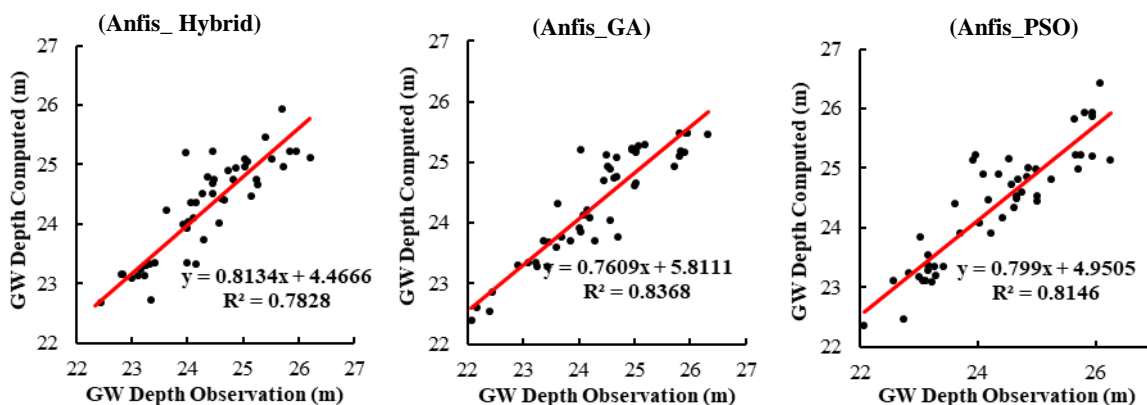 (Anfis_ Hybrid)
GW Depth Computed (m)
27
26
25
24
23
22
y = 0.8134x + 4.4666
R² = 0.7828
22 23 24 25 26 27
GW Depth Observation (m)
(Anfis_GA)
GW Depth Computed (m)
27
26
25
24
23
22
y = 0.7609x + 5.8111
R² = 0.8368
22 23 24 25 26 27
GW Depth Observation (m)
(Anfis_PSO)
GW Depth Computed (m)
27
26
25
24
23
22
y = 0.799x + 4.9505
R² = 0.8146
22 24 26
GW Depth Observation (m)